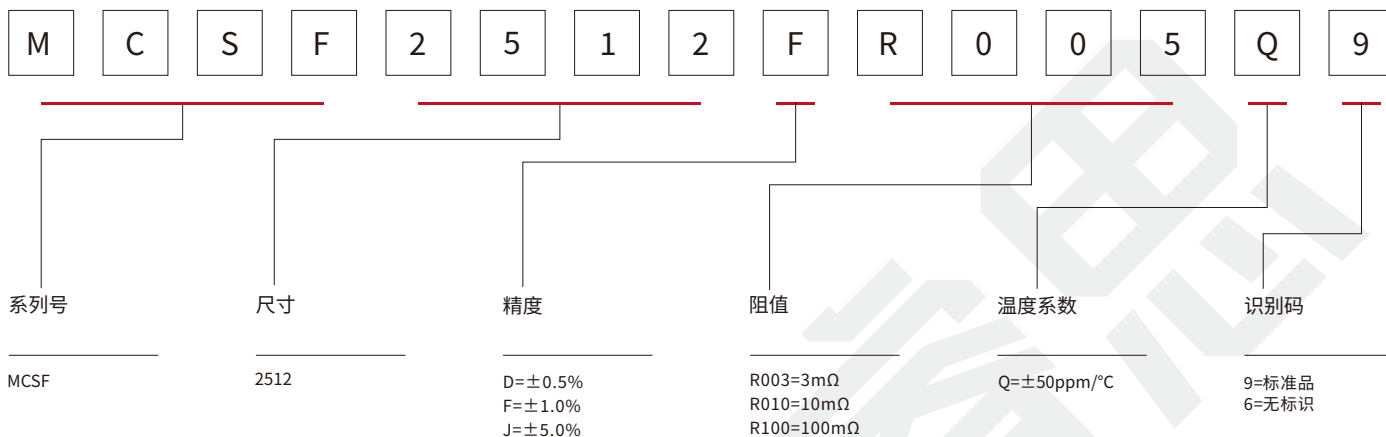 M C S F 2 5 1 2 F R 0 0 5 Q 9
系列号 尺寸 精度 阻值 温度系数 识别码
MCSF 2512 D=±0.5% R003=3mΩ Q=±50ppm/℃ 9=标准品
F=±1.0% R010=10mΩ 6=无标识
J=±5.0% R100=100mΩ